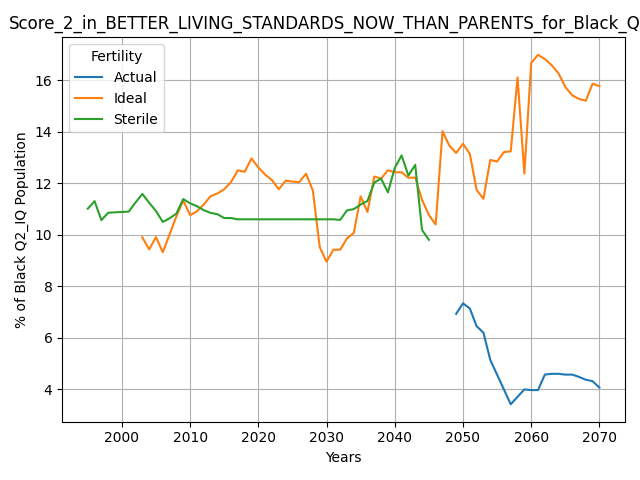 Score_2_in_BETTER_LIVING_STANDARDS_NOW_THAN_PARENTS_for_Black_Q
Fertility
Actual
Ideal
Sterile
% of Black Q2_IQ Population
16
14
12
10
8
6
4
2000 2010 2020 2030 2040 2050 2060 2070
Years